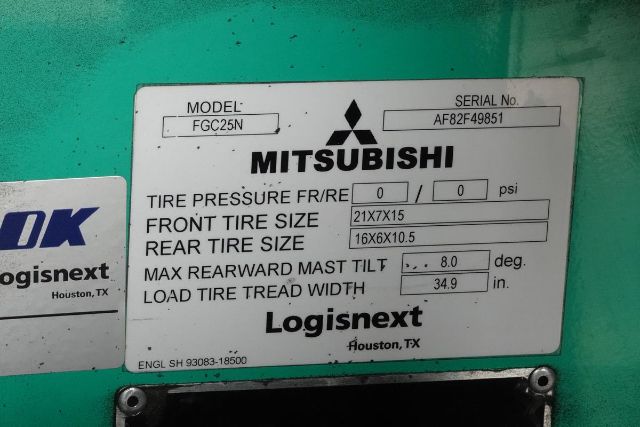 MODEL
FGC25N
SERIAL No.
AF82F49851
MITSUBISHI
TIRE PRESSURE FR/RE 0 / 0 psi
FRONT TIRE SIZE 21X7X15
REAR TIRE SIZE 16X6X10.5
MAX REARWARD MAST TILT 8.0 deg.
LOAD TIRE TREAD WIDTH 34.9 in.
Logisnext
Houston, TX
ENGL SH 93083-18500
OK
ogisnext
Houston, TX